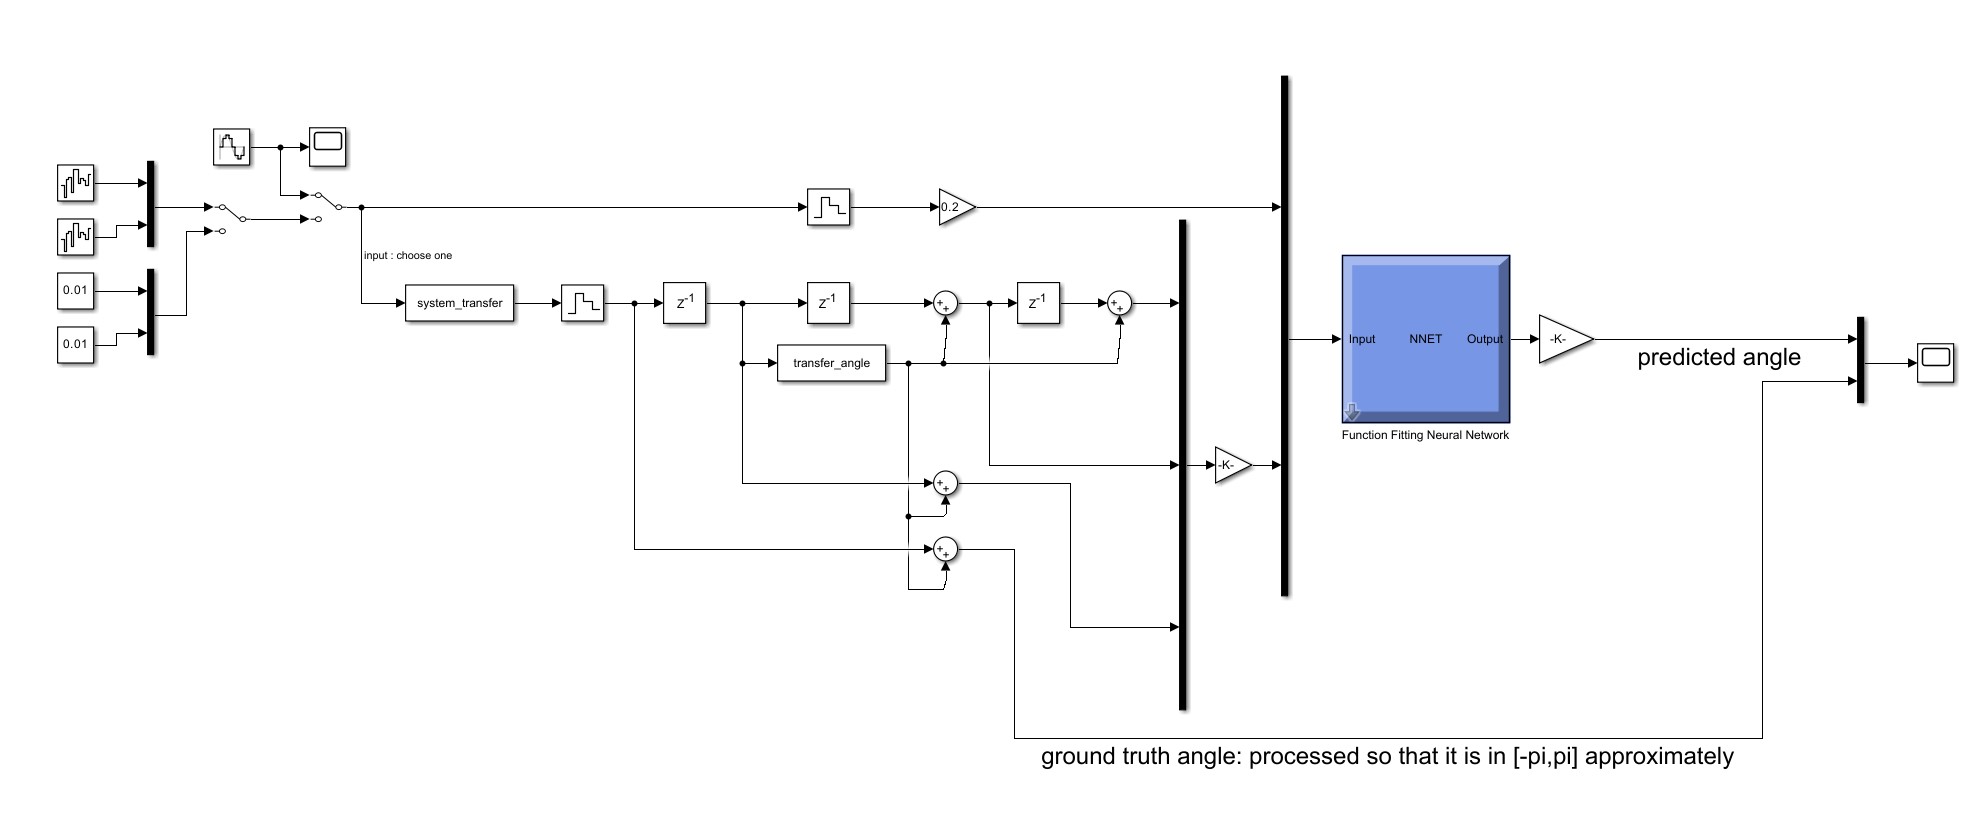 0.2
0.01
0.01
input : choose one
system_transfer
Z-1
Z-1
+
+
Z-1
+
+
transfer_angle
Input NNET Output
-K-
predicted angle
Function Fitting Neural Network
-K-
+
+
+
+
ground truth angle: processed so that it is in [-pi,pi] approximately